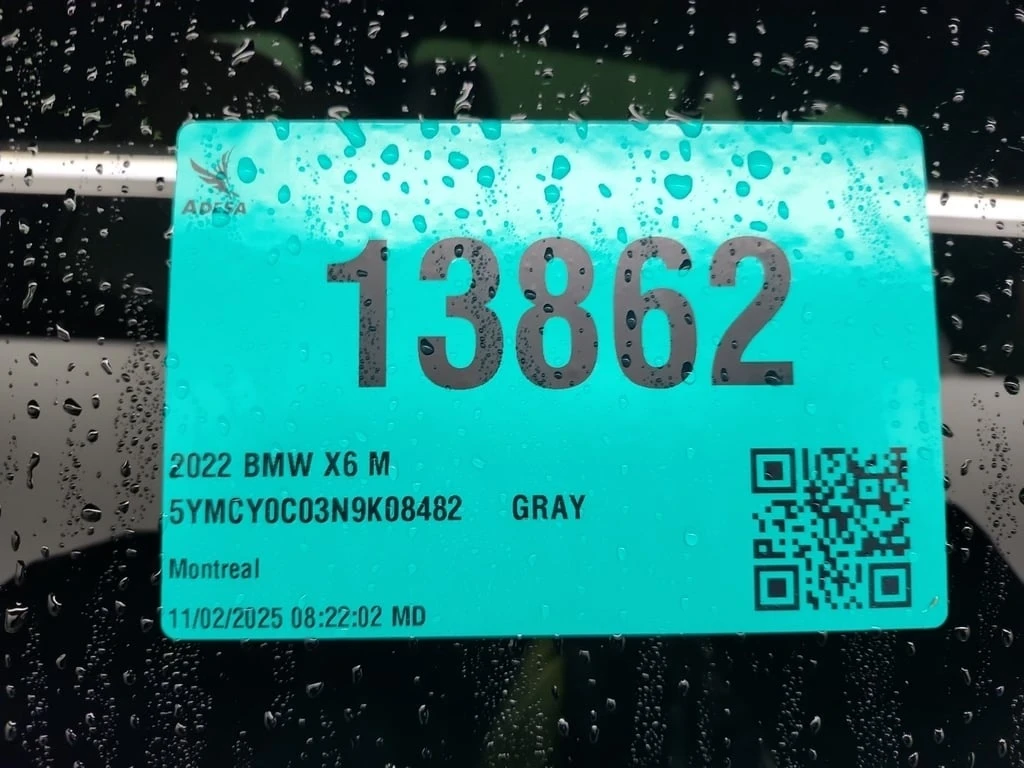 ADESA
13862
2022 BMW X6 M
5YMCY0C03N9K08482 GRAY
Montreal
11/02/2025 08:22:02 MD